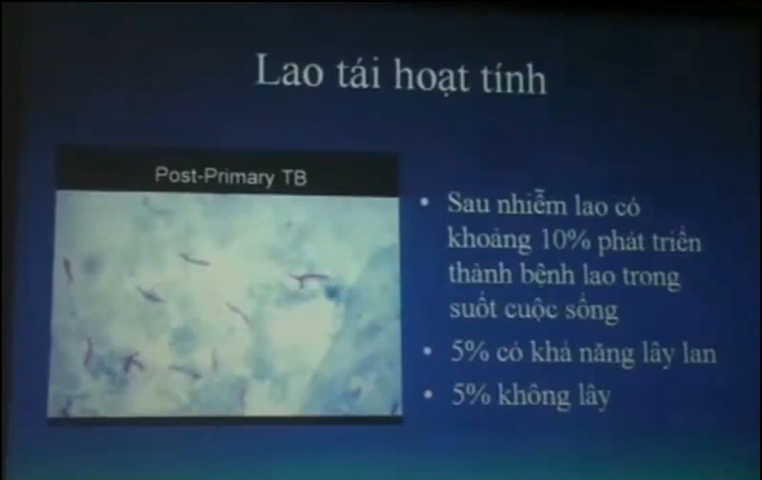 Lao tái hoạt tính
Post-Primary TB
• Sau nhiễm lao có
khoảng 10% phát triển
thành bệnh lao trong
suốt cuộc sống
• 5% có khả năng lây lan
• 5% không lây